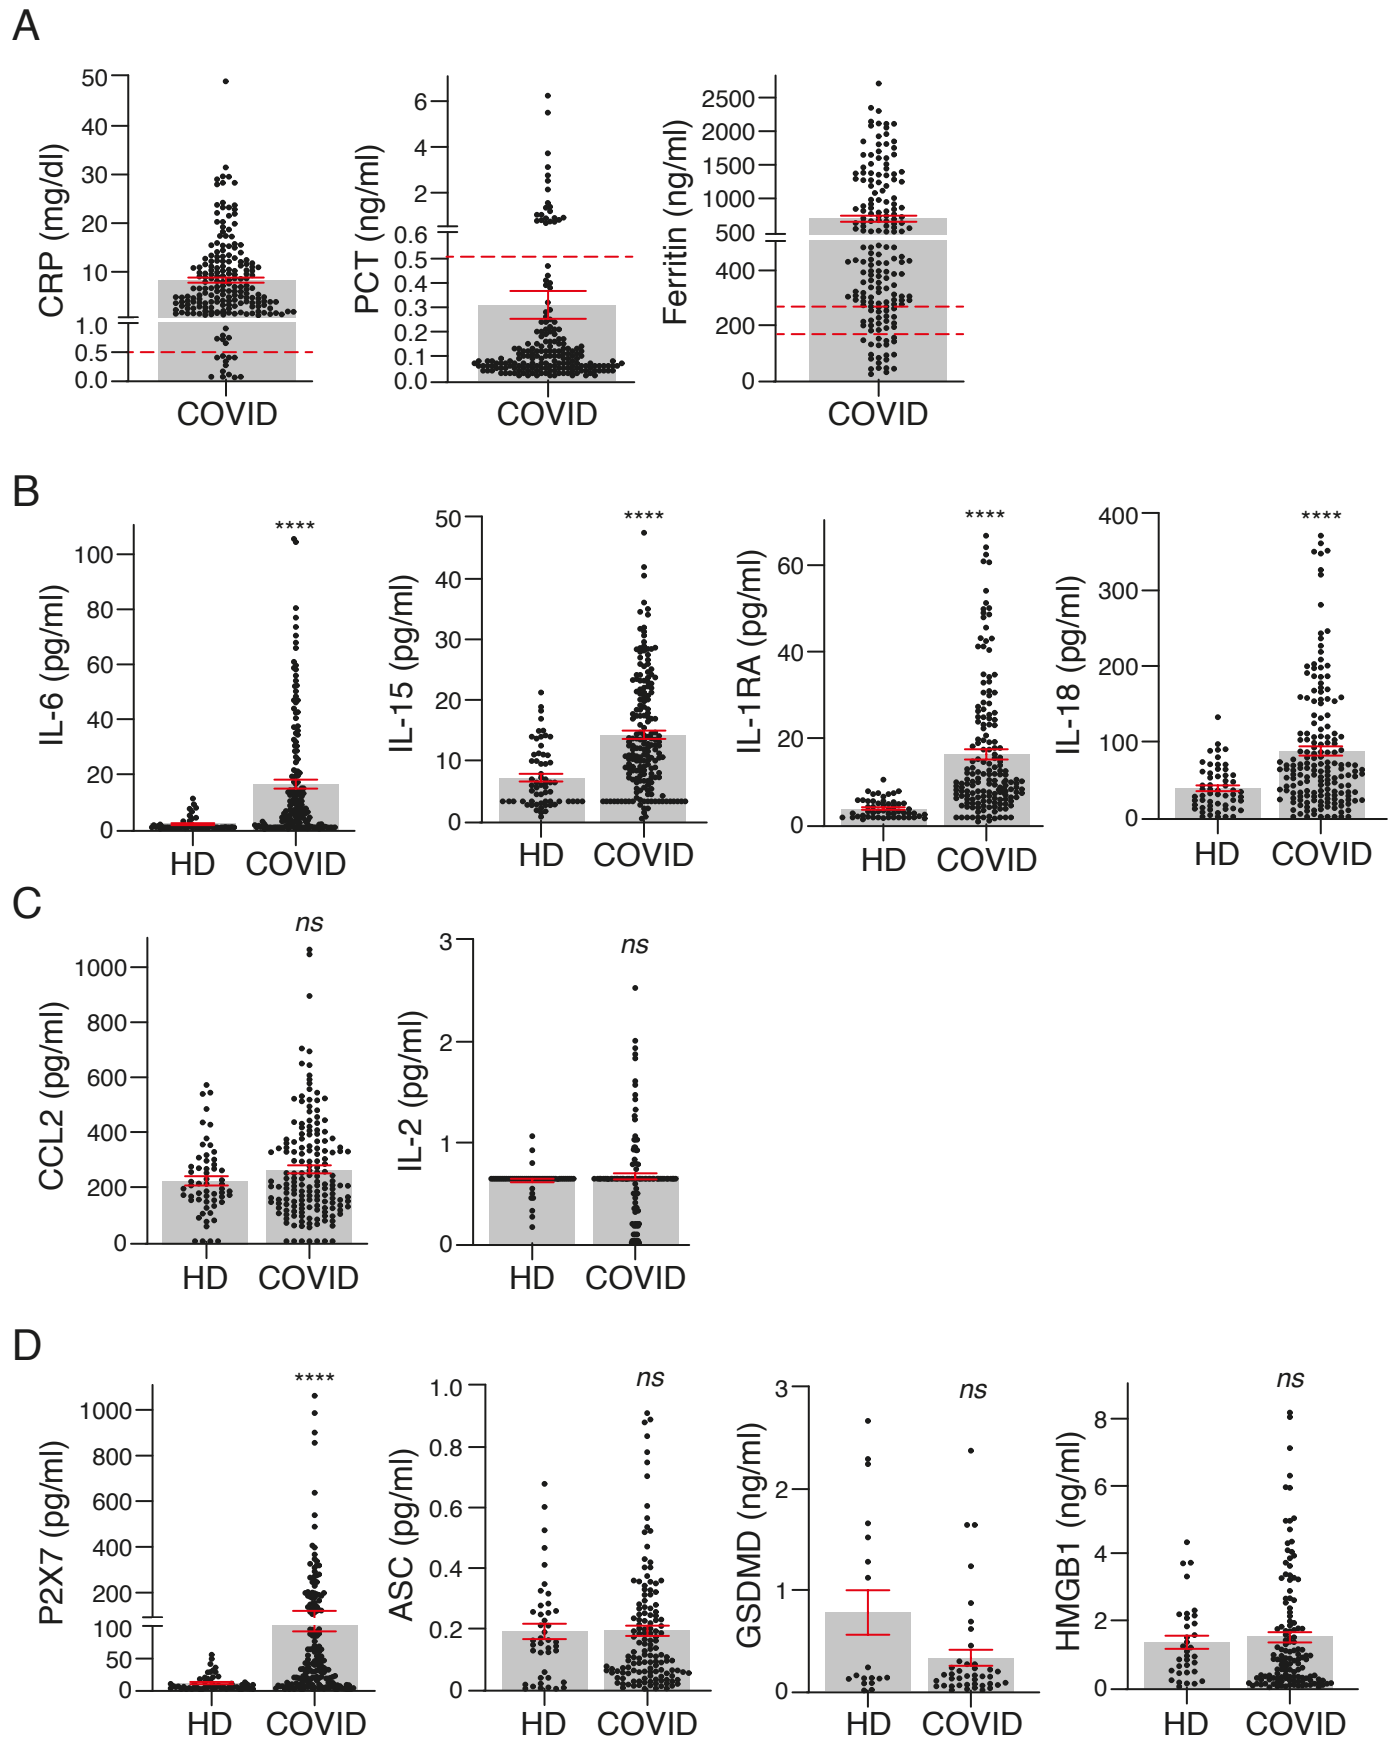 A
CRP (mg/dl)
50
40
30
20
10
1.0
0.5
0.0
COVID
PCT (ng/ml)
6
4
2
0.6
0.5
0.4
0.3
0.2
0.1
0.0
COVID
Ferritin (ng/ml)
2500
2000
1500
1000
500
500
400
200
0
COVID
B
IL-6 (pg/ml)
100
80
60
40
20
0
****
HD COVID
IL-15 (pg/ml)
50
40
30
20
10
0
****
HD COVID
IL-1RA (pg/ml)
60
40
20
0
****
HD COVID
IL-18 (pg/ml)
400
300
200
100
0
****
HD COVID
C
CCL2 (pg/ml)
1000
800
600
400
200
0
ns
HD COVID
IL-2 (pg/ml)
3
2
1
0
ns
HD COVID
D
P2X7 (pg/ml)
1000
800
600
400
200
100
50
0
****
HD COVID
ASC (pg/ml)
1.0
0.8
0.6
0.4
0.2
0
ns
HD COVID
GSDMD (ng/ml)
3
2
1
0
ns
HD COVID
HMGB1 (ng/ml)
8
6
4
2
0
ns
HD COVID